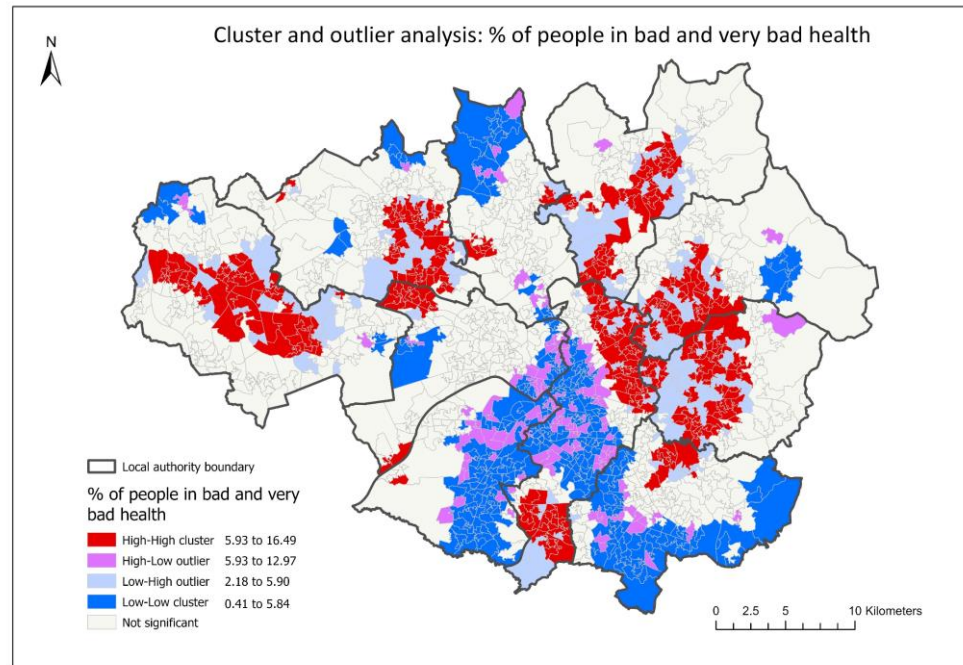 Cluster and outlier analysis: % of people in bad and very bad health
N
Local authority boundary
% of people in bad and very
bad health
High-High cluster 5.93 to 16.49
High-Low outlier 5.93 to 12.97
Low-High outlier 2.18 to 5.90
Low-Low cluster 0.41 to 5.84
Not significant
0 2.5 5 10 Kilometers